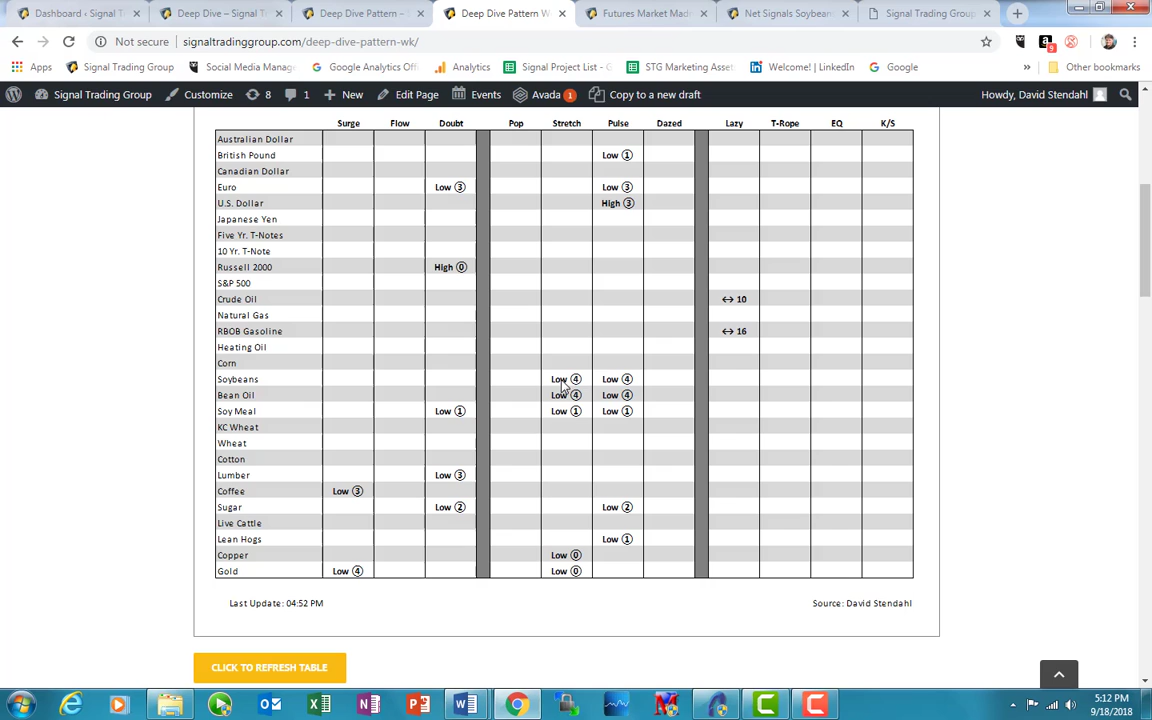 Dashboard ‹ Signal T
Deep Dive – Signal T
Deep Dive Pattern –
Deep Dive Pattern W
Futures Market Mad
Net Signals Soybean
Signal Trading Group
Not secure signaltradinggroup.com/deep-dive-pattern-wk/
9
Apps Signal Trading Group Social Media Manag Google Analytics Offi Analytics Signal Project List - G STG Marketing Asset Welcome! | LinkedIn Google » Other bookmarks
Signal Trading Group Customize 8 1 New Edit Page Events Avada 1 Copy to a new draft Howdy, David Stendahl
Surge Flow Doubt Pop Stretch Pulse Dazed Lazy T-Rope EQ K/S
Australian Dollar
British Pound Low ①
Canadian Dollar
Euro Low ③ Low ③
U.S. Dollar High ③
Japanese Yen
Five Yr. T-Notes
10 Yr. T-Note
Russell 2000 High ⓪
S&P 500
Crude Oil ↔ 10
Natural Gas
RBOB Gasoline ↔ 16
Heating Oil
Corn
Soybeans Low ④ Low ④
Bean Oil Low ④ Low ④
Soy Meal Low ① Low ① Low ①
KC Wheat
Wheat
Cotton
Lumber Low ③
Coffee Low ③
Sugar Low ② Low ②
Live Cattle
Lean Hogs Low ①
Copper Low ⓪
Gold Low ④ Low ⓪
Last Update: 04:52 PM Source: David Stendahl
CLICK TO REFRESH TABLE
5:12 PM
9/18/2018